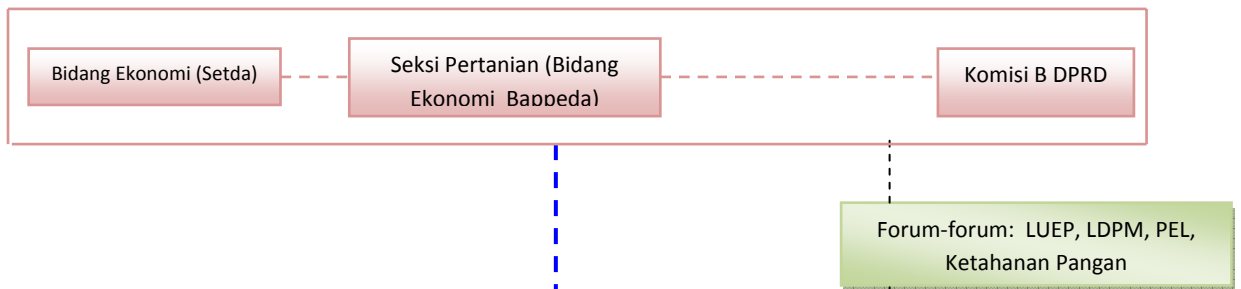 Bidang Ekonomi (Setda)
Seksi Pertanian (Bidang
Ekonomi Bappeda)
Komisi B DPRD
Forum-forum: LUEP, LDPM, PEL,
Ketahanan Pangan